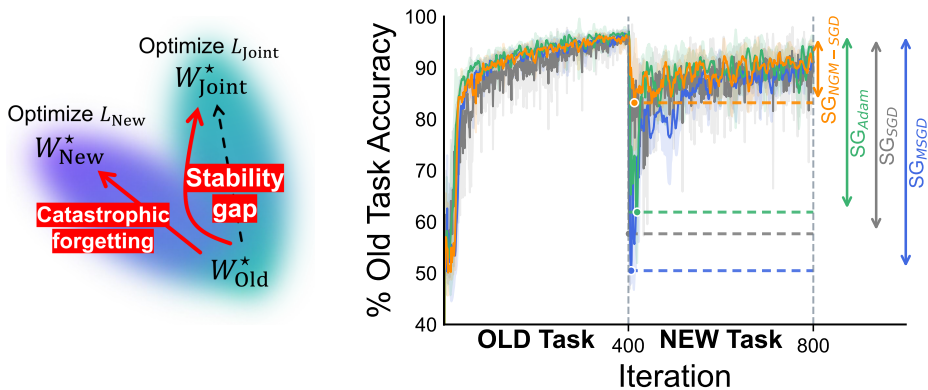 Optimize L_Joint
W*_Joint
Optimize L_New
W*_New
Stability
gap
Catastrophic
forgetting
W*_Old
% Old Task Accuracy
100
90
80
70
60
50
40
OLD Task
400
NEW Task
800
Iteration
SG_NGM-SGD
SG_Adam
SG_SGD
SG_MSGD